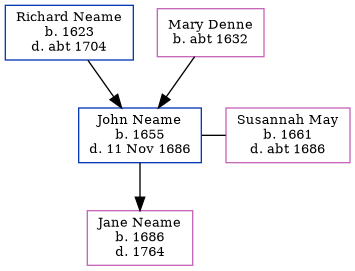 Richard Neame
b. 1623
d. abt 1704
Mary Denne
b. abt 1632
John Neame
b. 1655
d. 11 Nov 1686
Susannah May
b. 1661
d. abt 1686
Jane Neame
b. 1686
d. 1764